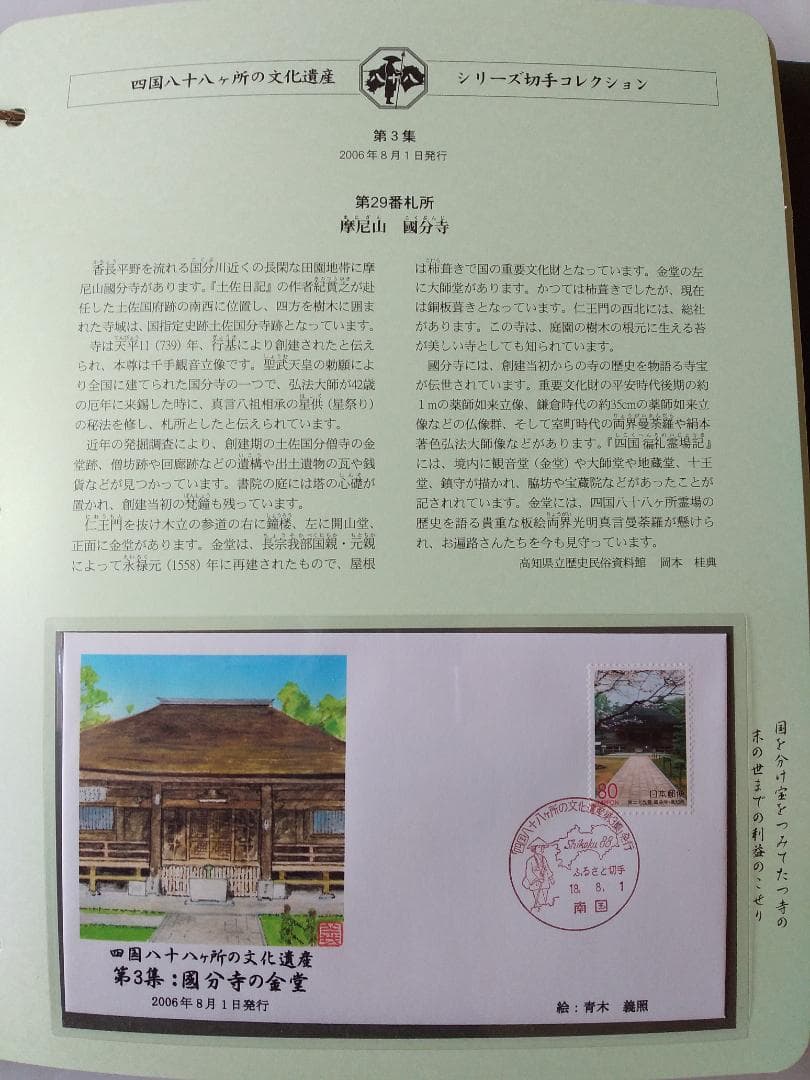 四国八十八ヶ所の文化遺産
シリーズ切手コレクション
第3集
2006年8月1日発行
第29番札所
摩尼山 國分寺
香長平野を流れる国分川近くの長閑な田園地帯に摩
尼山國分寺があります。『土佐日記』の作者紀貫之が赴
任した土佐国府跡の南西に位置し、四方を樹木に囲ま
れた寺域は、国指定史跡土佐国分寺跡となっています。
寺は天平11（739）年、行基により創建されたと伝え
られ、本尊は千手観音立像です。聖武天皇の勅願によ
り全国に建てられた国分寺の一つで、弘法大師が42歳
の厄年に来錫した時に、真言八祖相承の星供（星祭り）
の秘法を修し、札所としたと伝えられています。
近年の発掘調査により、創建期の土佐国分僧寺の金
堂跡、僧坊跡や回廊跡などの遺構や出土遺物の瓦や銭
貨などが見つかっています。書院の庭には塔の心礎が
置かれ、創建当初の梵鐘も残っています。
仁王門を抜け木立の参道の右に鐘楼、左に開山堂、
正面に金堂があります。金堂は、長宗我部国親・元親
によって永禄元（1558）年に再建されたもので、屋根
は柿葺きで国の重要文化財となっています。金堂の左
に大師堂があります。かつては柿葺きでしたが、現在
は銅板葺きとなっています。仁王門の西北には、総社
があります。この寺は、庭園の樹木の根元に生える苔
が美しい寺としても知られています。
國分寺には、創建当初からの寺の歴史を物語る寺宝
が伝世されています。重要文化財の平安時代後期の約
1mの薬師如来立像、鎌倉時代の約35cmの薬師如来立
像などの仏像群、そして室町時代の両界曼荼羅や絹本
著色弘法大師像などがあります。『四国徧礼霊場記』
には、境内に観音堂（金堂）や大師堂や地蔵堂、十王
堂、鎮守が描かれ、脇坊や宝蔵院などがあったことが
記されています。金堂には、四国八十八ヶ所霊場の
歴史を語る貴重な板絵両界光明真言曼荼羅が懸けら
れ、お遍路さんたちを今も見守っています。
高知県立歴史民俗資料館 岡本 桂典
国を分け宝をつみてたつ寺の
末の世までの利益のこせり
80
NIPPON
日本郵便
四国八十八ヶ所の文化遺産(第3集)発行
Shikoku 88
ふるさと切手
18.8.1
南国
四国八十八ヶ所の文化遺産
第3集：國分寺の金堂
2006年8月1日発行
絵：青木 義照